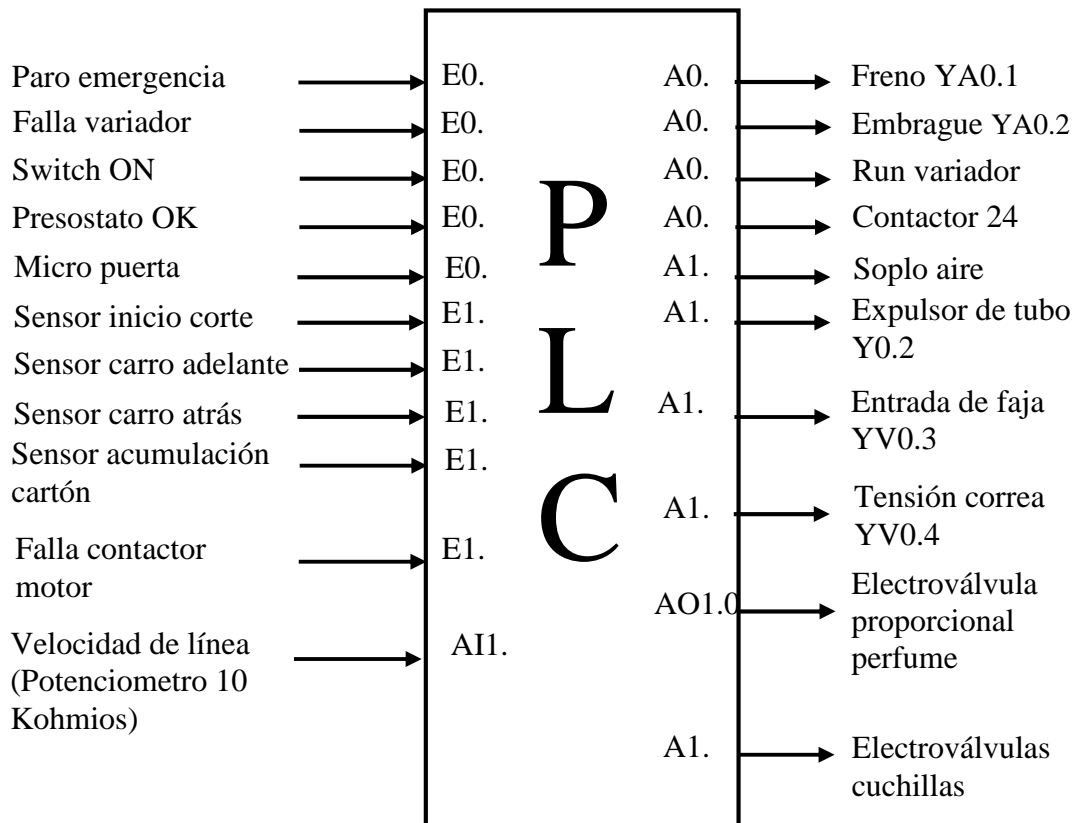 Paro emergencia
Falla variador
Switch ON
Presostato OK
Micro puerta
Sensor inicio corte
Sensor carro adelante
Sensor carro atrás
Sensor acumulación
cartón
Falla contactor
motor
Velocidad de línea
(Potenciometro 10
Kohmios)
E0.
E0.
E0.
E0.
E0.
E1.
E1.
E1.
E1.
E1.
AI1.
P
L
C
A0.
A0.
A0.
A0.
A1.
A1.
A1.
A1.
AO1.0
A1.
Freno YA0.1
Embrague YA0.2
Run variador
Contactor 24
Soplo aire
Expulsor de tubo
Y0.2
Entrada de faja
YV0.3
Tensión correa
YV0.4
Electroválvula
proporcional
perfume
Electroválvulas
cuchillas